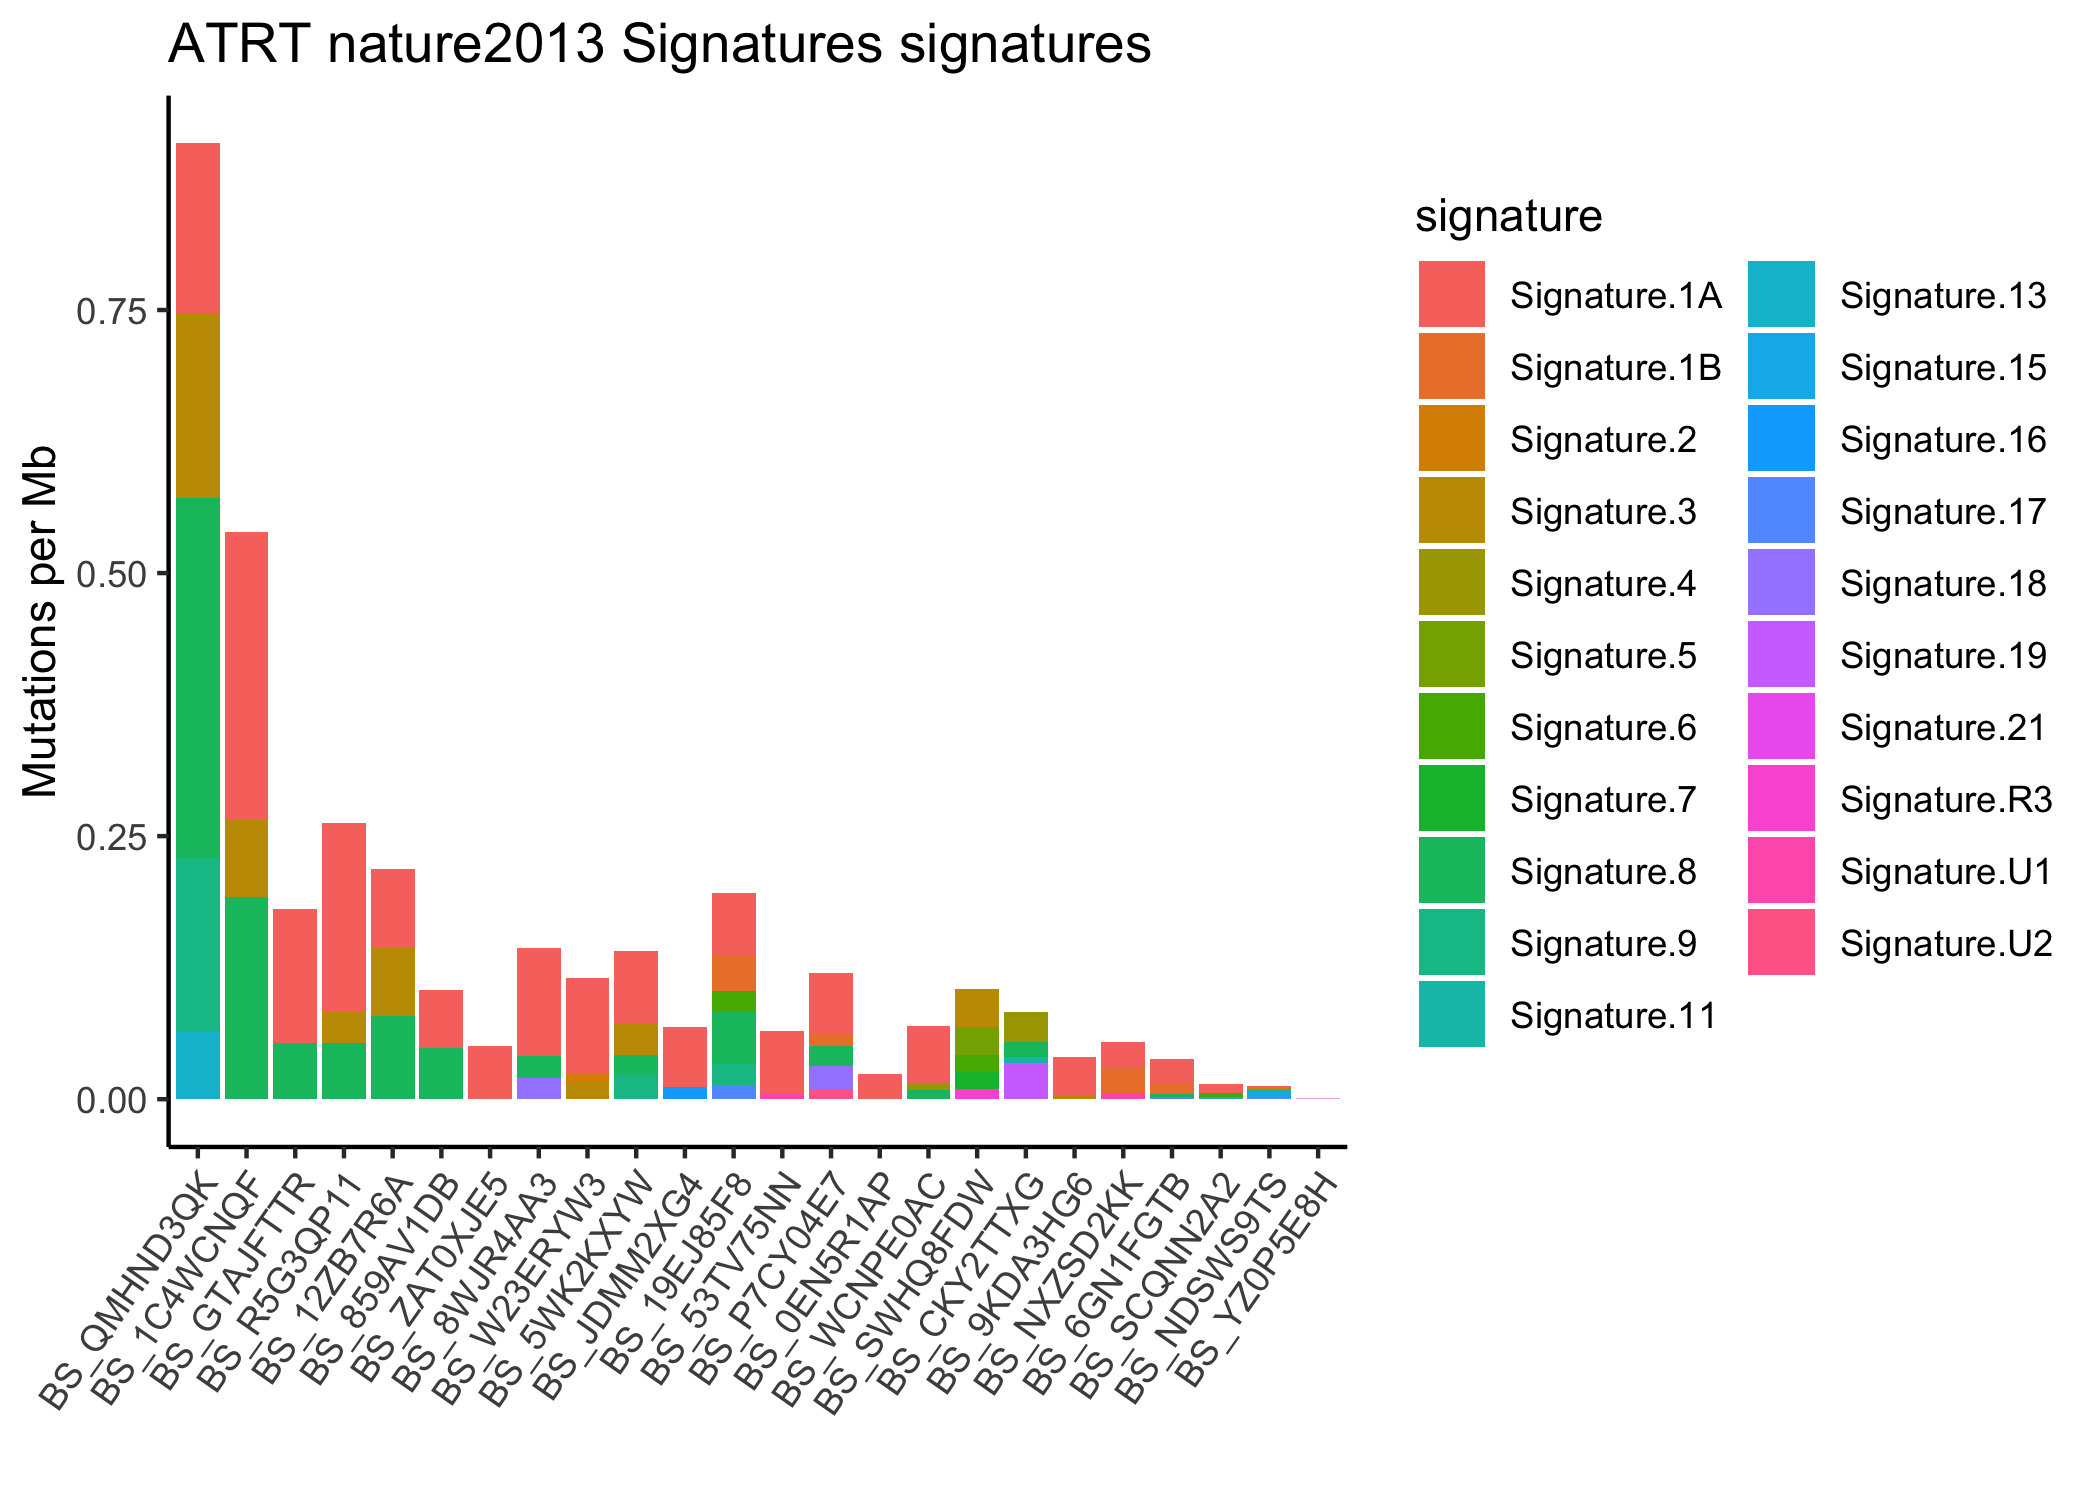 ATRT nature2013 Signatures signatures
Mutations per Mb
0.75
0.50
0.25
0.00
BS_QMHND3QK
BS_1C4WCNQF
BS_GTAJFTTR
BS_R5G3QP11
BS_12ZB7R6A
BS_859AV1DB
BS_ZAT0XJE5
BS_8WJR4AA3
BS_W23ERYW3
BS_5WK2KXYW
BS_JDMM2XG4
BS_19EJ85F8
BS_53TV75NN
BS_P7CY04E7
BS_0EN5R1AP
BS_WCNPE0AC
BS_SWHQ8FDW
BS_CKY2TTXG
BS_9KDA3HG6
BS_NXZSD2KK
BS_6GN1FGTB
BS_SCQNN2A2
BS_NDSWS9TS
BS_YZ0P5E8H
signature
Signature.1A
Signature.1B
Signature.2
Signature.3
Signature.4
Signature.5
Signature.6
Signature.7
Signature.8
Signature.9
Signature.11
Signature.13
Signature.15
Signature.16
Signature.17
Signature.18
Signature.19
Signature.21
Signature.R3
Signature.U1
Signature.U2